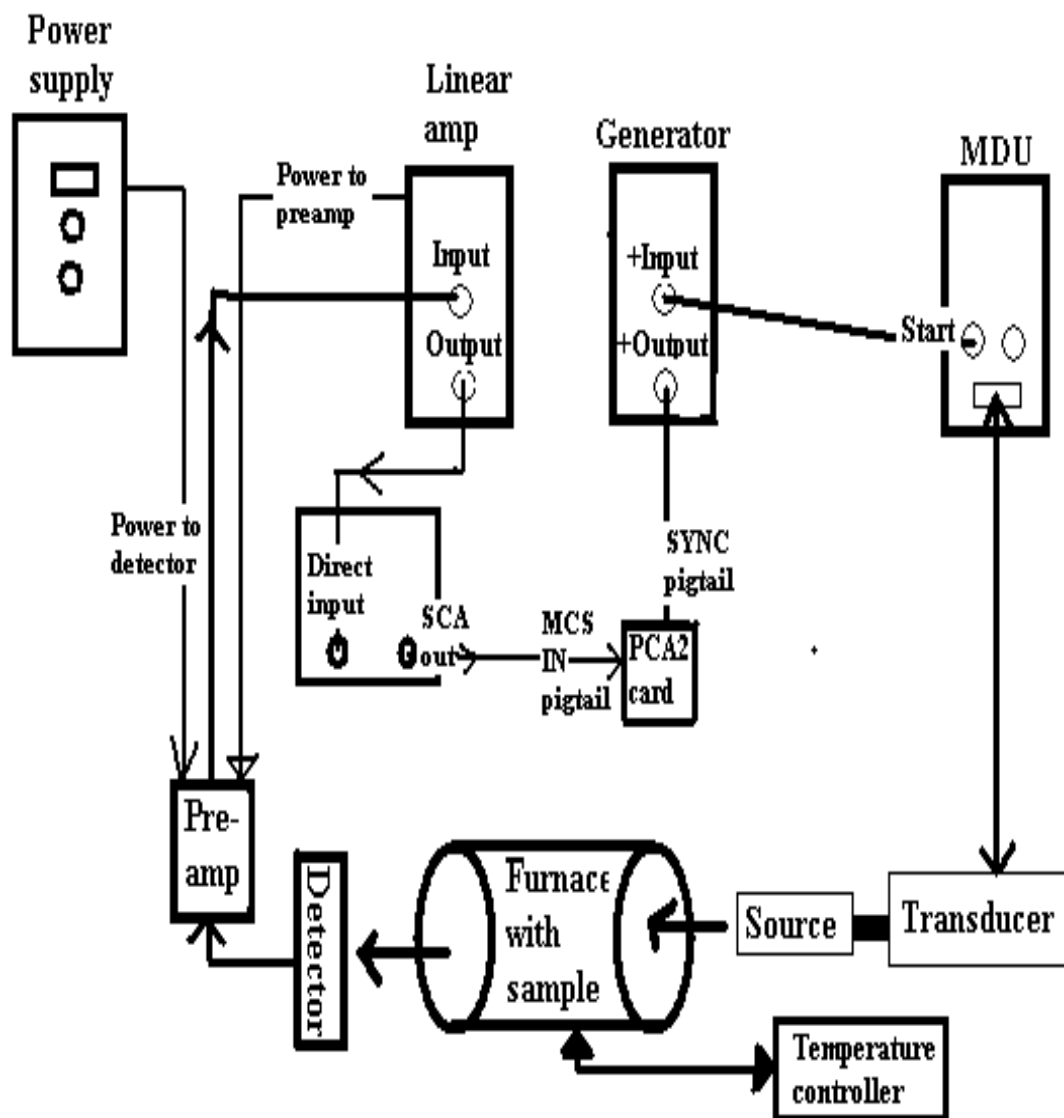 Power
supply
Linear
amp
Generator
MDU
Power to
preamp
Input
Output
+Input
+Output
Start
Power to
detector
Direct
input
SCA
out
MCS
IN
pigtail
SYNC
pigtail
PCA2
card
Pre-
amp
Detector
Furnace
with
sample
Source
Transducer
Temperature
controller